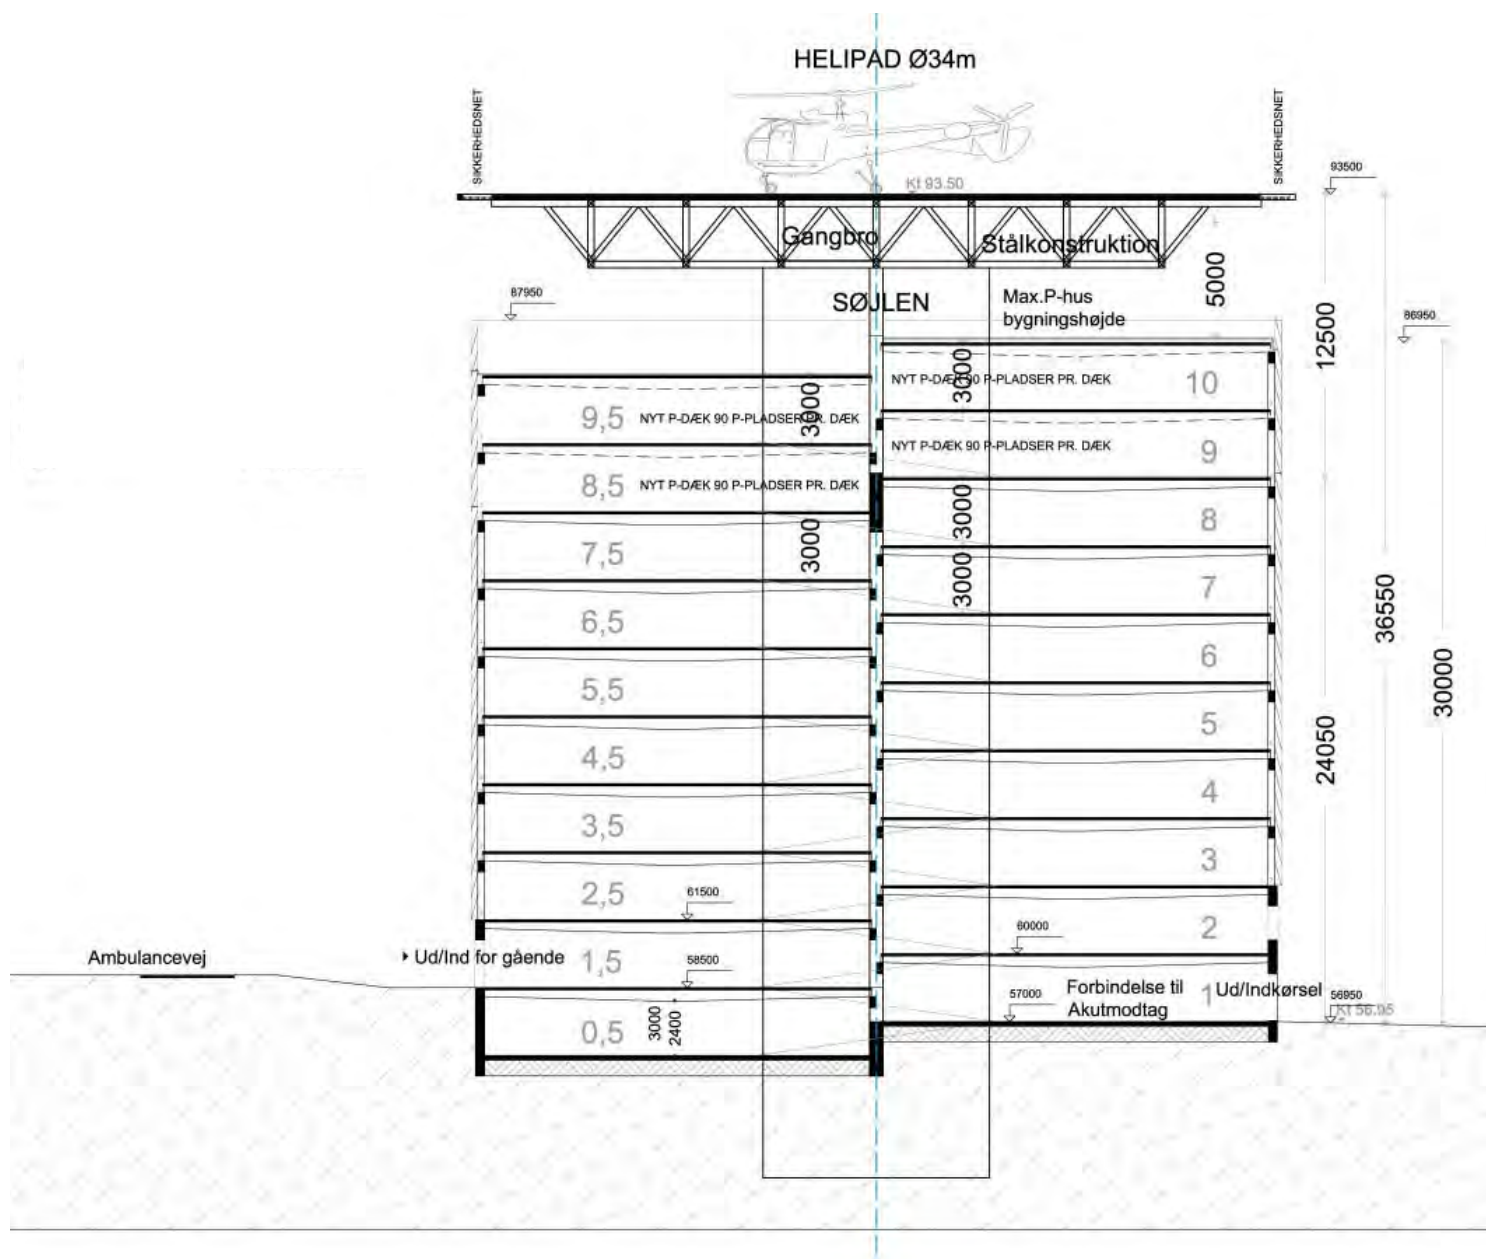 HELIPAD Ø34m
SIKKERHEDSNET
SIKKERHEDSNET
93500
Kt 93.50
Gangbro
Stålkonstruktion
5000
87950
SØJLEN
Max.P-hus
bygningshøjde
86950
12500
3000
NYT P-DÆK 90 P-PLADSER PR. DÆK
10
3000
9,5
NYT P-DÆK 90 P-PLADSER PR. DÆK
NYT P-DÆK 90 P-PLADSER PR. DÆK
9
8,5
NYT P-DÆK 90 P-PLADSER PR. DÆK
3000
8
3000
7,5
3000
7
36550
6,5
6
30000
5,5
5
24050
4,5
4
3,5
3
2,5
61500
2
60000
Ambulancevej
Ud/Ind for gående
1,5
58500
57000
Forbindelse til
Akutmodtag
1
Ud/Indkørsel
56950
Kt 56.95
0,5
3000
2400